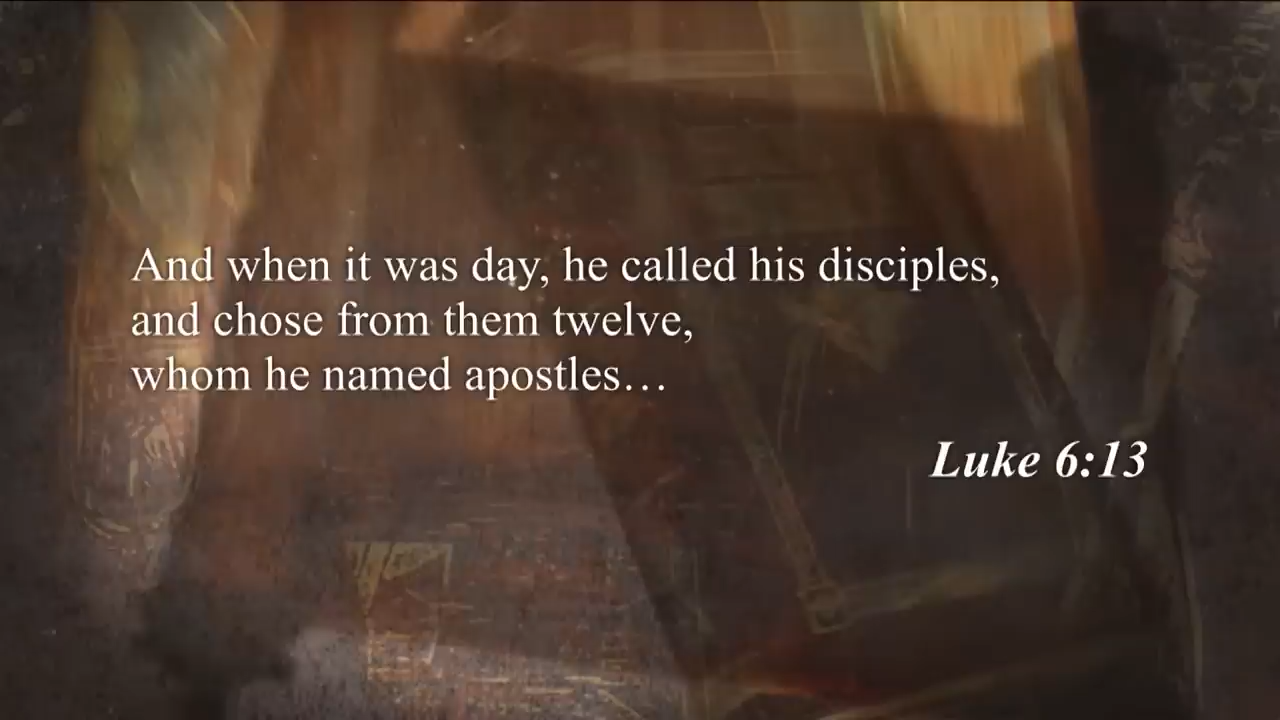 And when it was day, he called his disciples,
and chose from them twelve,
whom he named apostles…
Luke 6:13